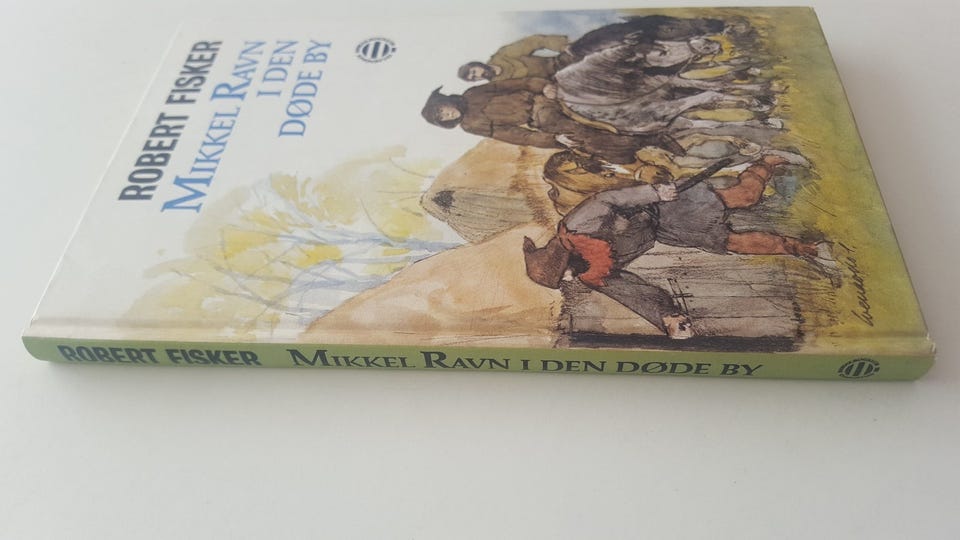 ROBERT FISKER
MIKKEL RAVN
I DEN
DØDE BY
ROBERT FISKER MIKKEL RAVN I DEN DØDE BY